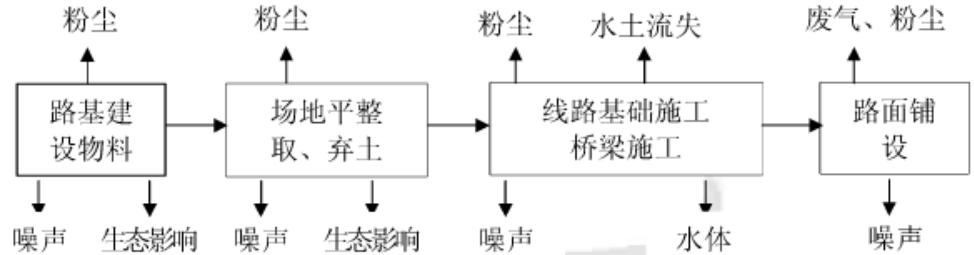 粉尘
粉尘
粉尘
水土流失
废气、粉尘
路基建
设物料
场地平整
取、弃土
线路基础施工
桥梁施工
路面铺
设
噪声
生态影响
噪声
生态影响
噪声
水体
噪声